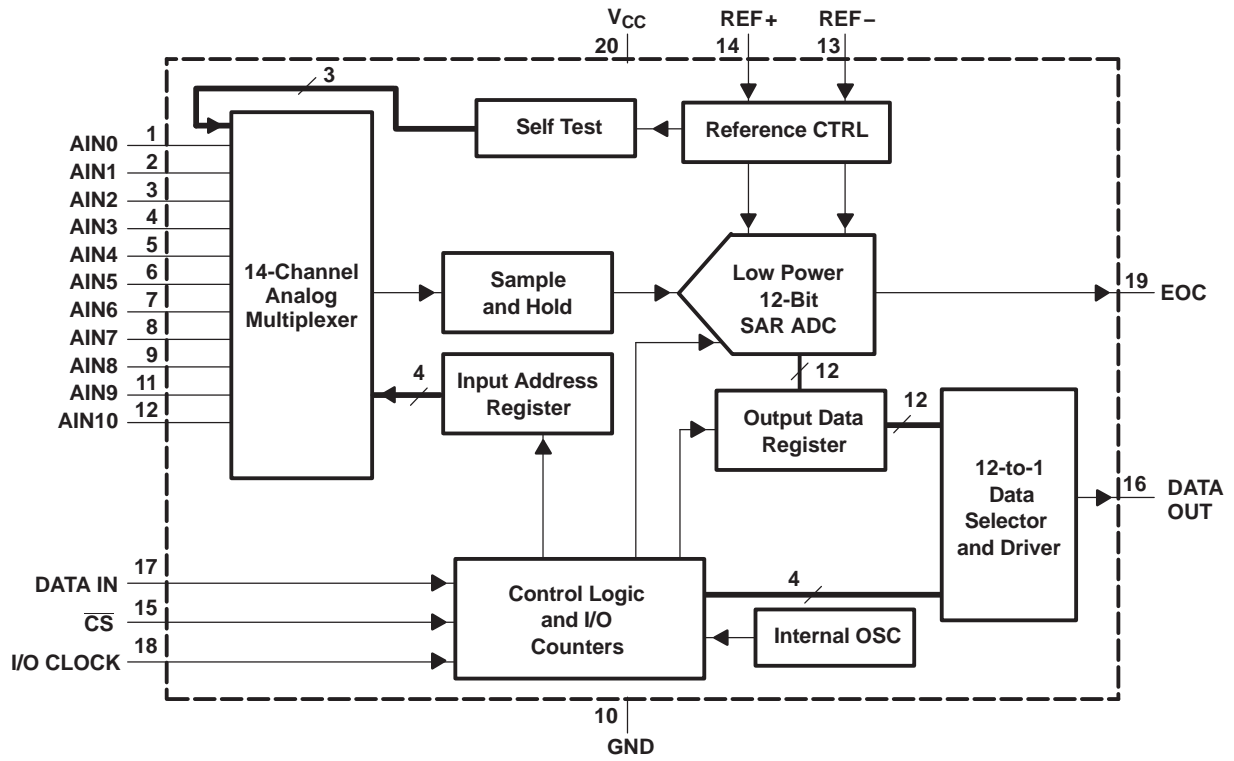 VCC
20
REF+
14
REF−
13
3
Self Test
Reference CTRL
AIN0
1
AIN1
2
AIN2
3
AIN3
4
AIN4
5
AIN5
6
AIN6
7
AIN7
8
AIN8
9
AIN9
11
AIN10
12
14-Channel
Analog
Multiplexer
Sample
and Hold
Low Power
12-Bit
SAR ADC
19
EOC
4
Input Address
Register
12
Output Data
Register
12
12-to-1
Data
Selector
and Driver
16
DATA
OUT
DATA IN
17
CS
15
I/O CLOCK
18
Control Logic
and I/O
Counters
4
Internal OSC
10
GND